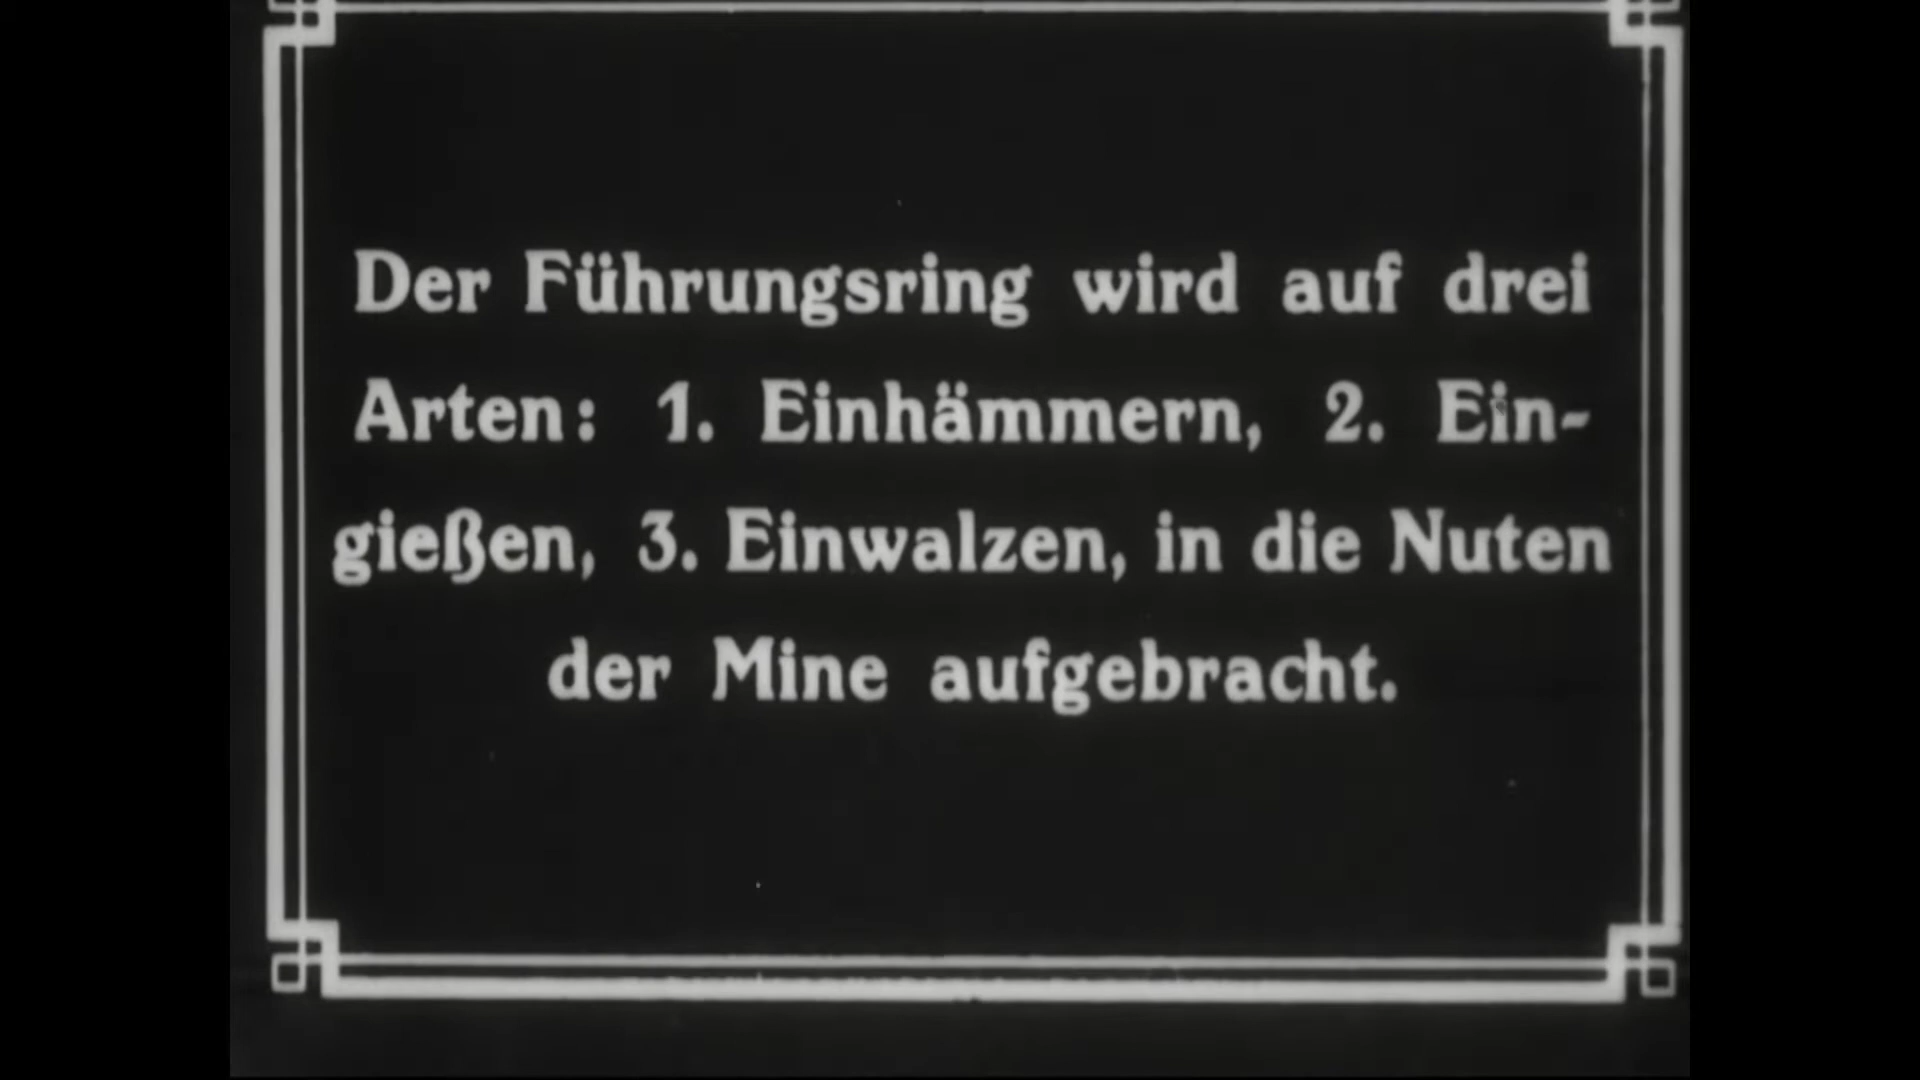 Der Führungsring wird auf drei
Arten: 1. Einhämmern, 2. Ein-
gießen, 3. Einwalzen, in die Nuten
der Mine aufgebracht.